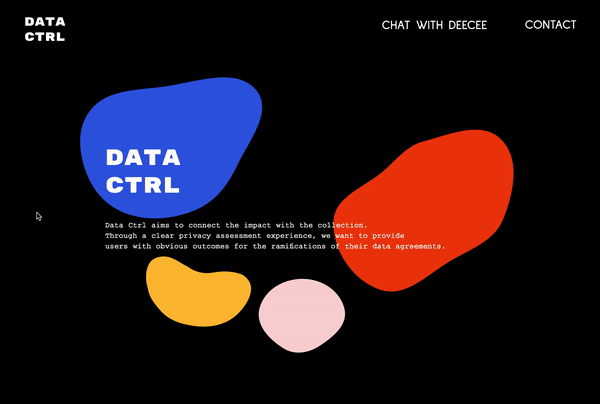 DATA
CTRL
CHAT WITH DEECEE
CONTACT
DATA
CTRL
Data Ctrl aims to connect the impact with the collection.
Through a clear privacy assessment experience, we want to provide
users with obvious outcomes for the ramifications of their data agreements.